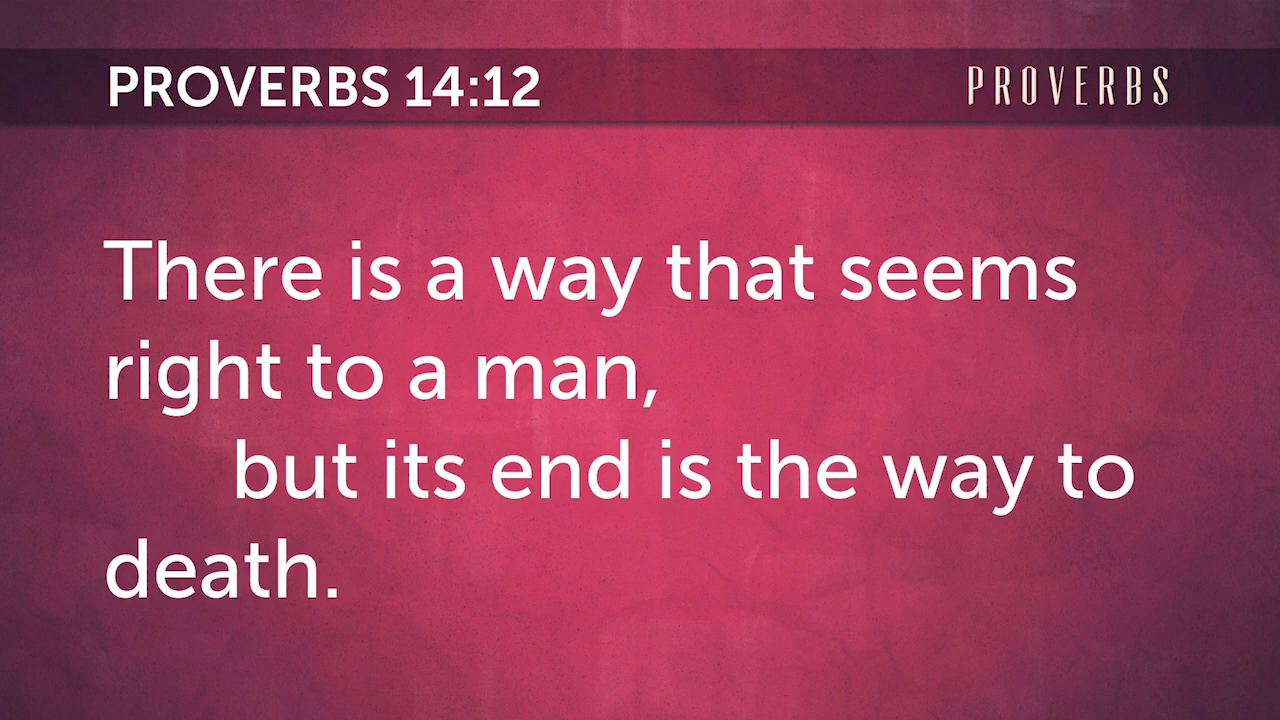 PROVERBS 14:12
PROVERBS
There is a way that seems
right to a man,
but its end is the way to
death.